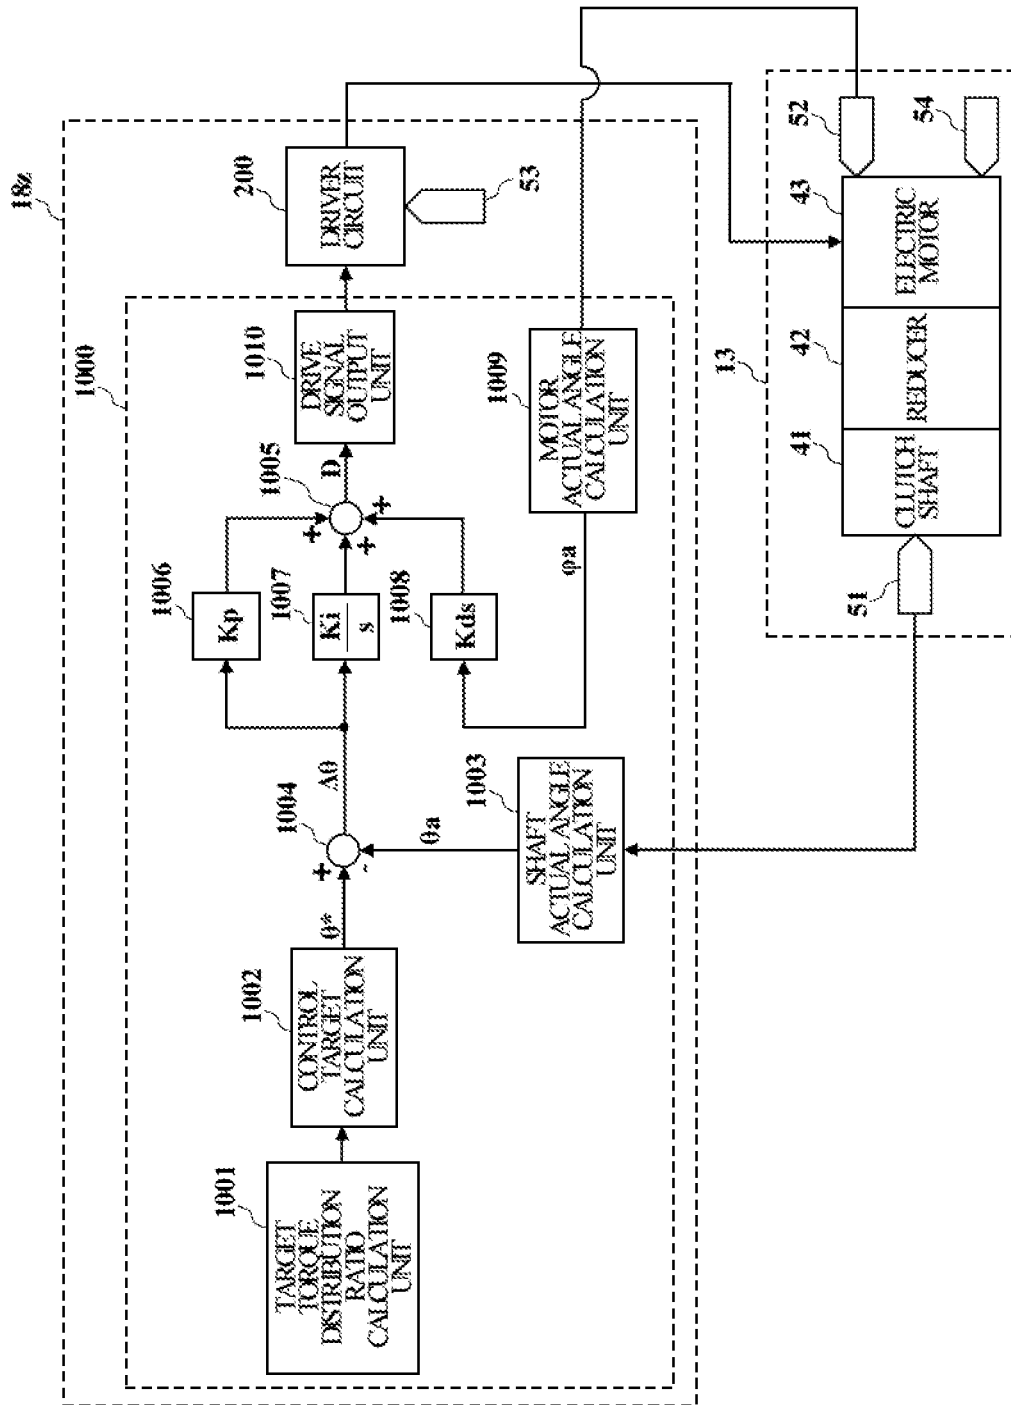 18z
1000
1001
TARGET
TORQUE
DISTRIBUTION
RATIO
CALCULATION
UNIT
1002
CONTROL
TARGET
CALCULATION
UNIT
θ*
+
-
1004
Δθ
θa
1003
SHAFT
ACTUAL ANGLE
CALCULATION
UNIT
1006
Kp
1007
Ki
s
1008
Kds
+
+
+
1005
D
1010
DRIVE
SIGNAL
OUTPUT
UNIT
φa
1009
MOTOR
ACTUAL ANGLE
CALCULATION
UNIT
200
DRIVER
CIRCUIT
53
13
51
41
CLUTCH
SHAFT
42
REDUCER
43
ELECTRIC
MOTOR
52
54